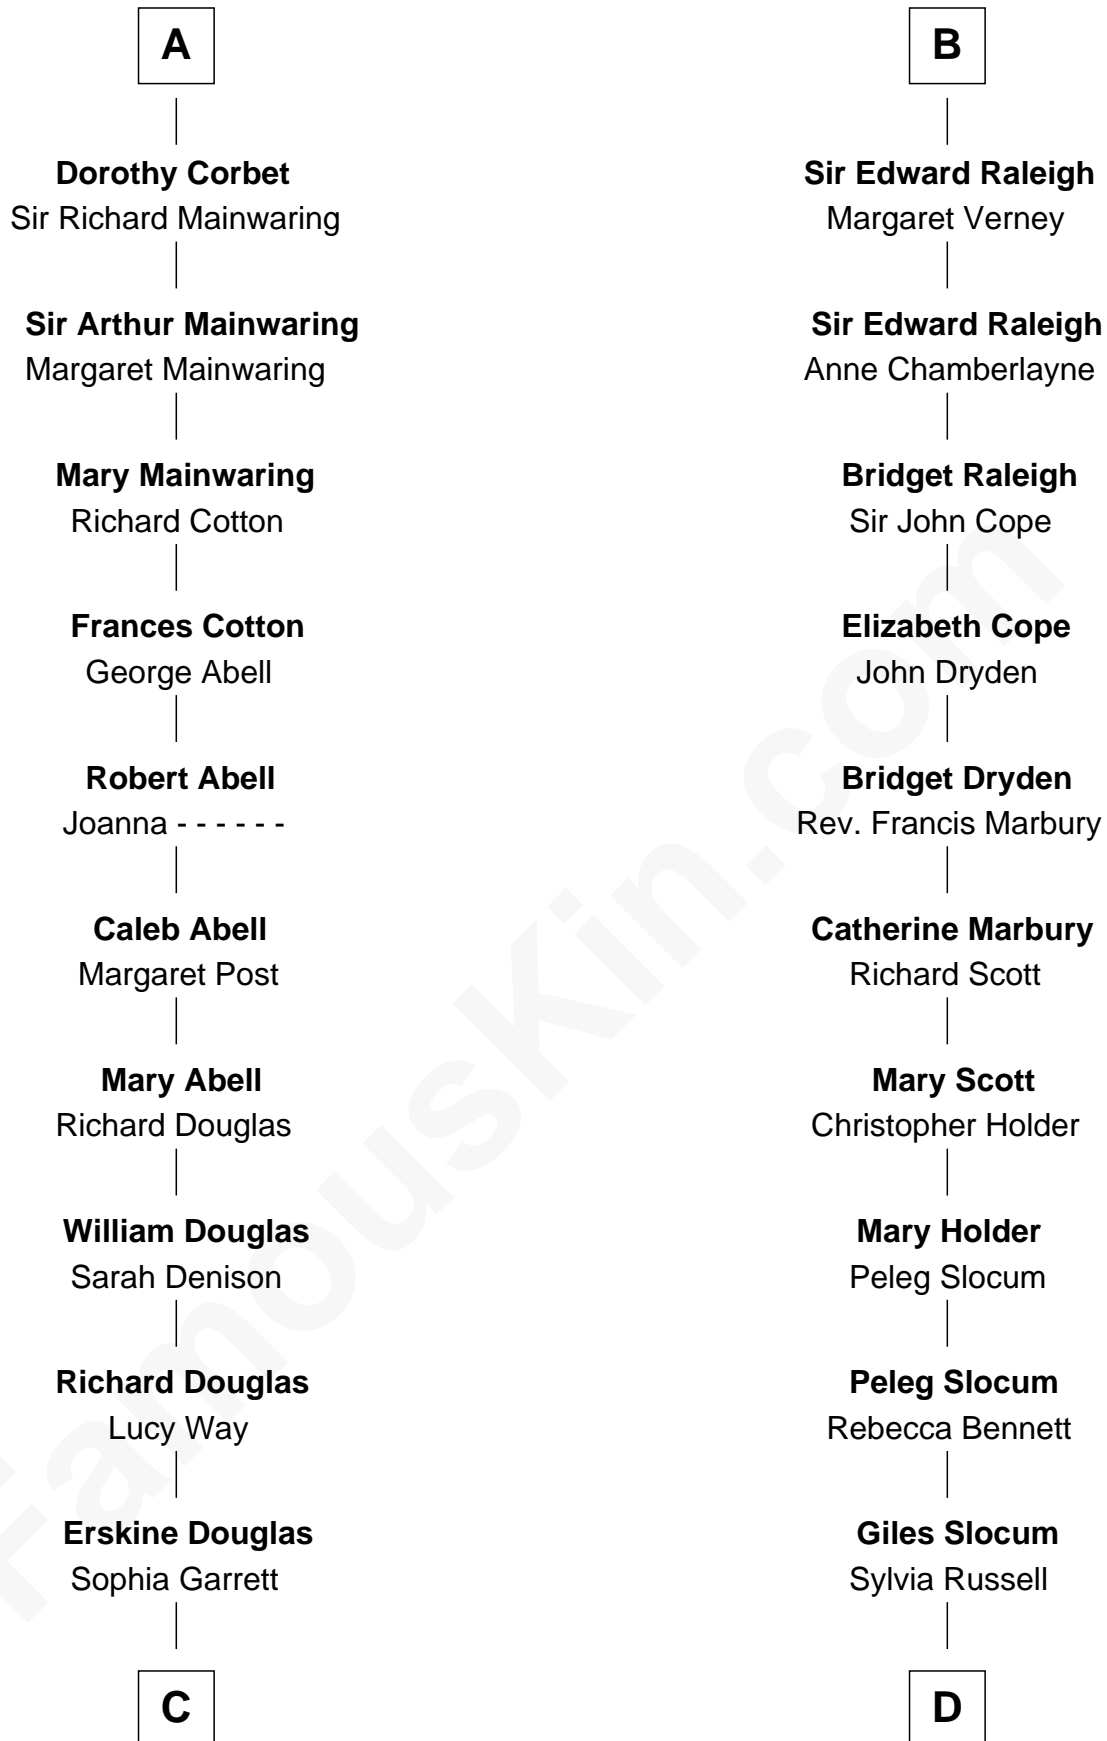 A
Dorothy Corbet
Sir Richard Mainwaring
Sir Arthur Mainwaring
Margaret Mainwaring
Mary Mainwaring
Richard Cotton
Frances Cotton
George Abell
Robert Abell
Joanna - - - - - -
Caleb Abell
Margaret Post
Mary Abell
Richard Douglas
William Douglas
Sarah Denison
Richard Douglas
Lucy Way
Erskine Douglas
Sophia Garrett
C
B
Sir Edward Raleigh
Margaret Verney
Sir Edward Raleigh
Anne Chamberlayne
Bridget Raleigh
Sir John Cope
Elizabeth Cope
John Dryden
Bridget Dryden
Rev. Francis Marbury
Catherine Marbury
Richard Scott
Mary Scott
Christopher Holder
Mary Holder
Peleg Slocum
Peleg Slocum
Rebecca Bennett
Giles Slocum
Sylvia Russell
D
FamousKin.com